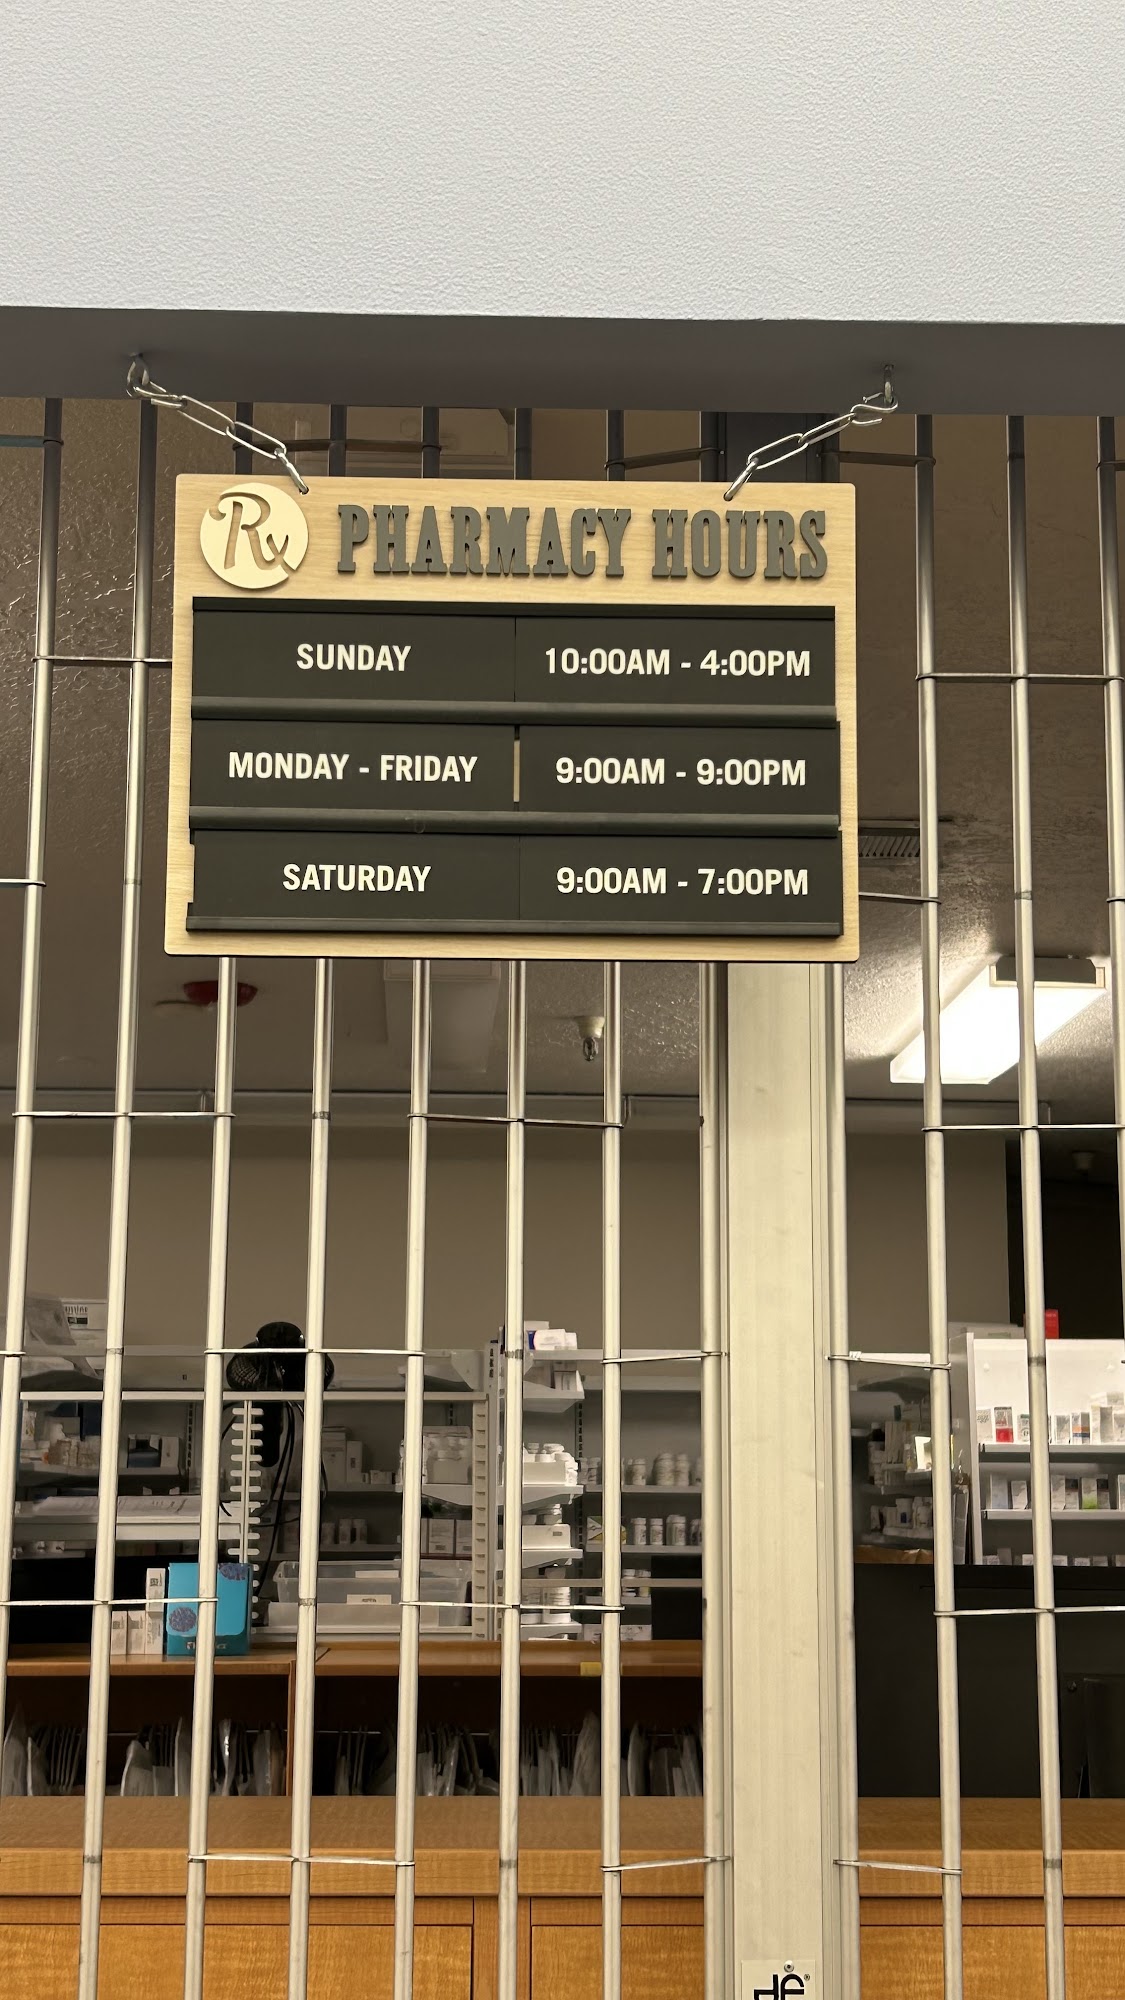 Rx PHARMACY HOURS
SUNDAY 10:00AM - 4:00PM
MONDAY - FRIDAY 9:00AM - 9:00PM
SATURDAY 9:00AM - 7:00PM